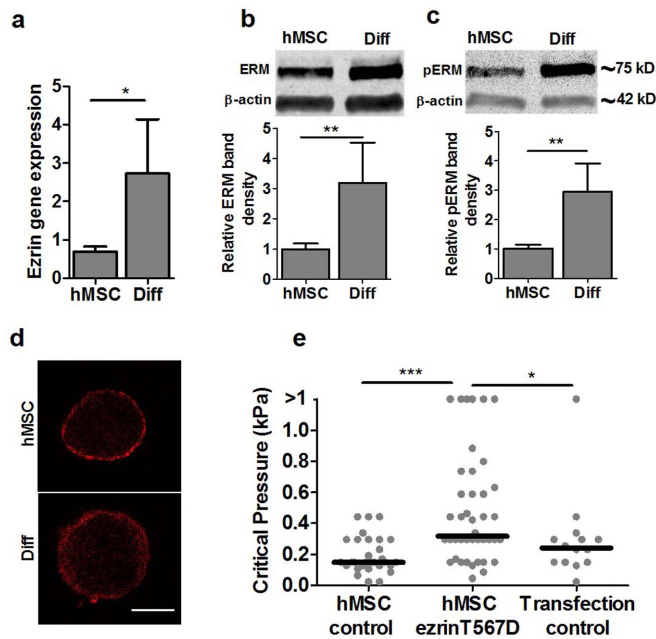 a
Ezrin gene expression
5
4
3
2
1
0
*
hMSC Diff
b
hMSC Diff
ERM
β-actin
Relative ERM band
density
5
4
3
2
1
0
**
hMSC Diff
c
hMSC Diff
pERM ~75 kD
β-actin ~42 kD
Relative pERM band
density
5
4
3
2
1
0
**
hMSC Diff
d
hMSC
Diff
e
Critical Pressure (kPa)
>1
1.0
0.8
0.6
0.4
0.2
0.0
*** *
hMSC
control
hMSC
ezrinT567D
Transfection
control